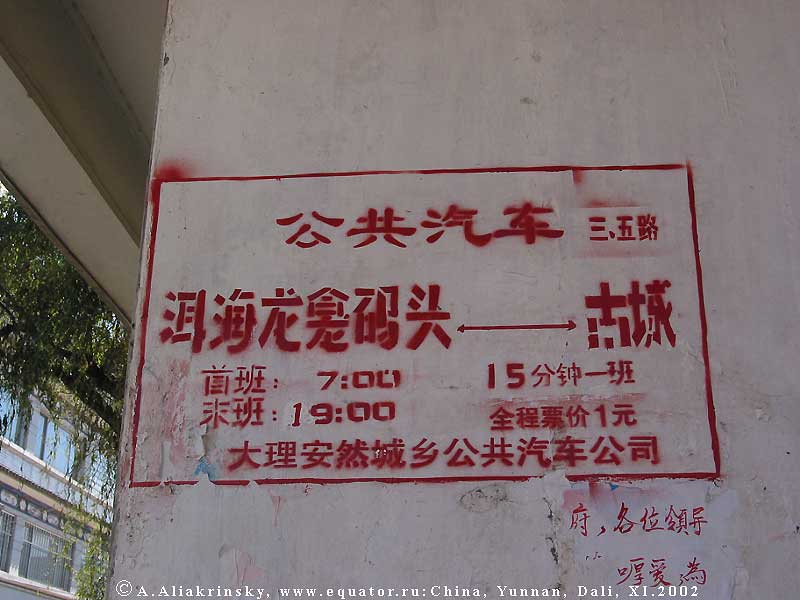 公共汽车 三、五路
洱海龙龛码头 ⟷ 古城
首班：7:00 15分钟一班
末班：19:00 全程票价1元
大理安然城乡公共汽车公司
府，各位領导
爱 為
© A.Aliakrinsky, www.equator.ru:China, Yunnan, Dali, XI.2002